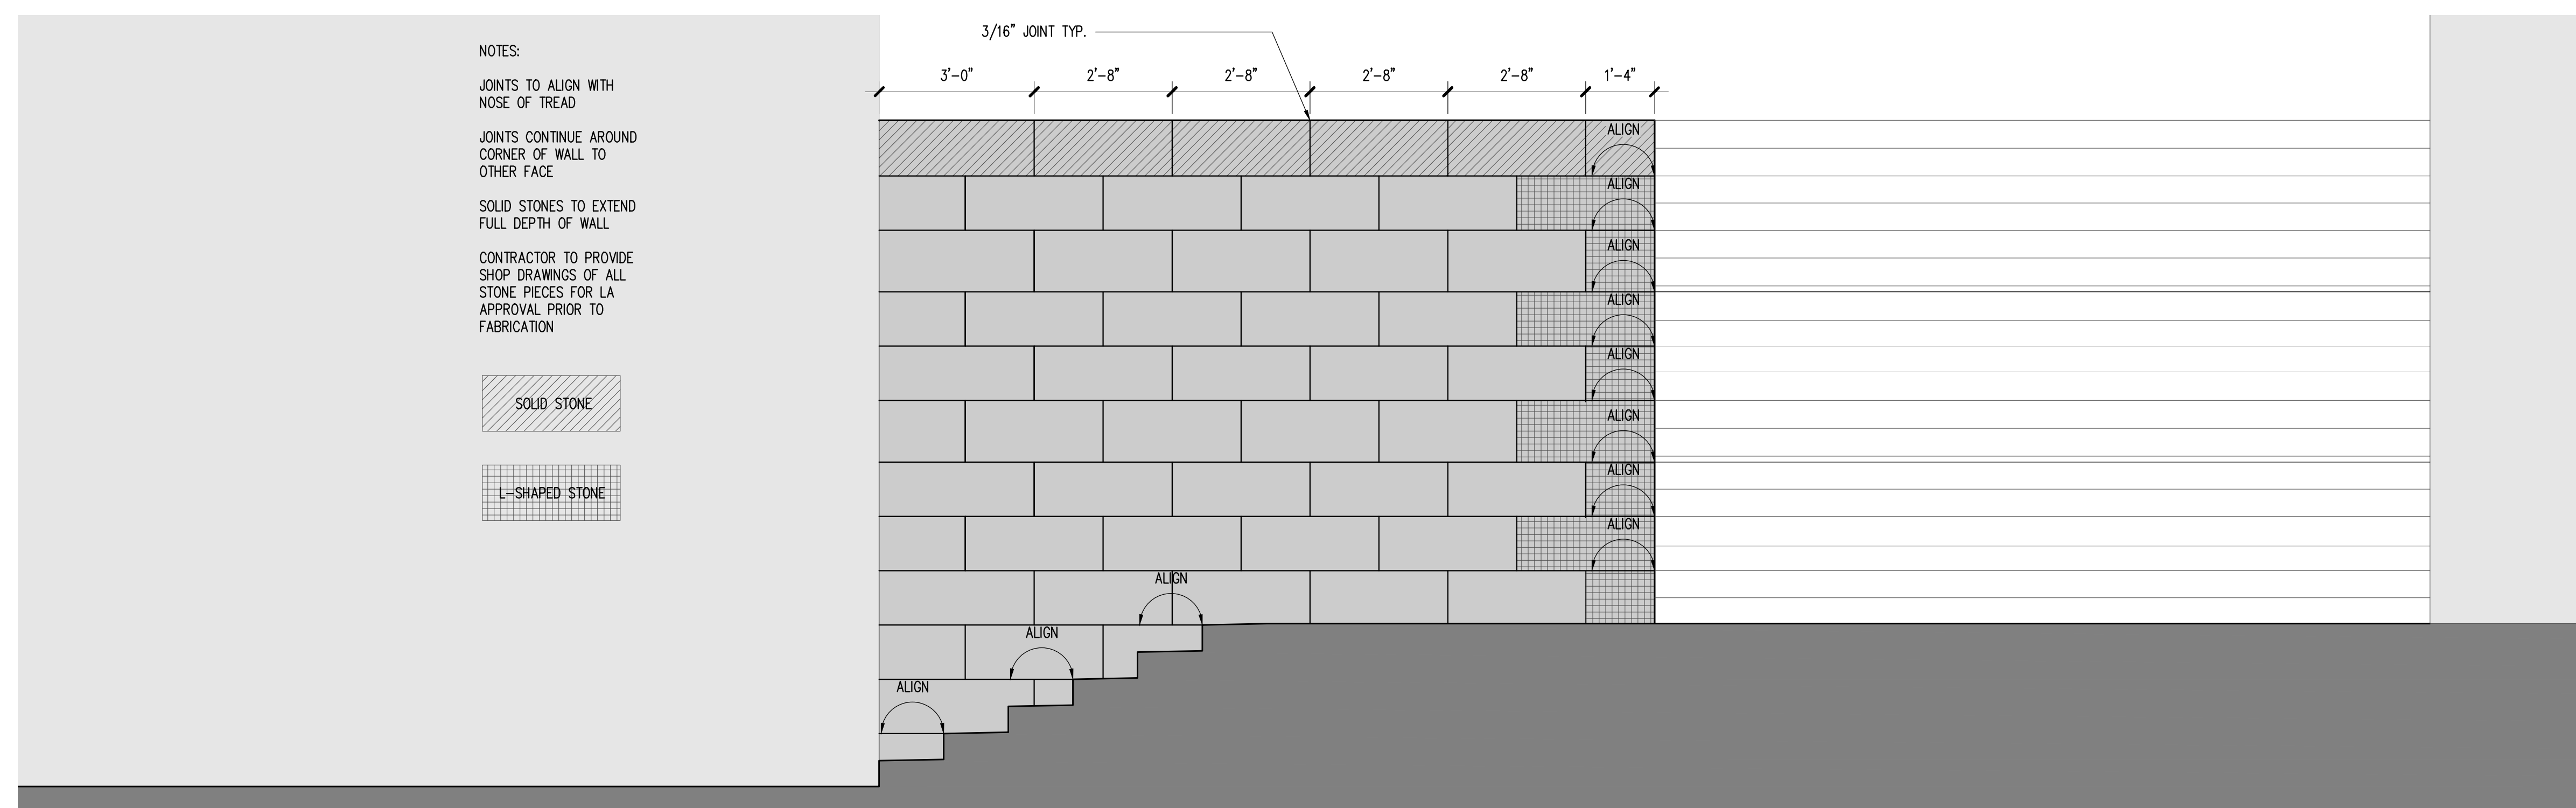 3/16" JOINT TYP.
3'-0" 2'-8" 2'-8" 2'-8" 2'-8" 1'-4"
NOTES:
JOINTS TO ALIGN WITH
NOSE OF TREAD
JOINTS CONTINUE AROUND
CORNER OF WALL TO
OTHER FACE
SOLID STONES TO EXTEND
FULL DEPTH OF WALL
CONTRACTOR TO PROVIDE
SHOP DRAWINGS OF ALL
STONE PIECES FOR LA
APPROVAL PRIOR TO
FABRICATION
SOLID STONE
L-SHAPED STONE
ALIGN
ALIGN
ALIGN
ALIGN
ALIGN
ALIGN
ALIGN
ALIGN
ALIGN
ALIGN
ALIGN